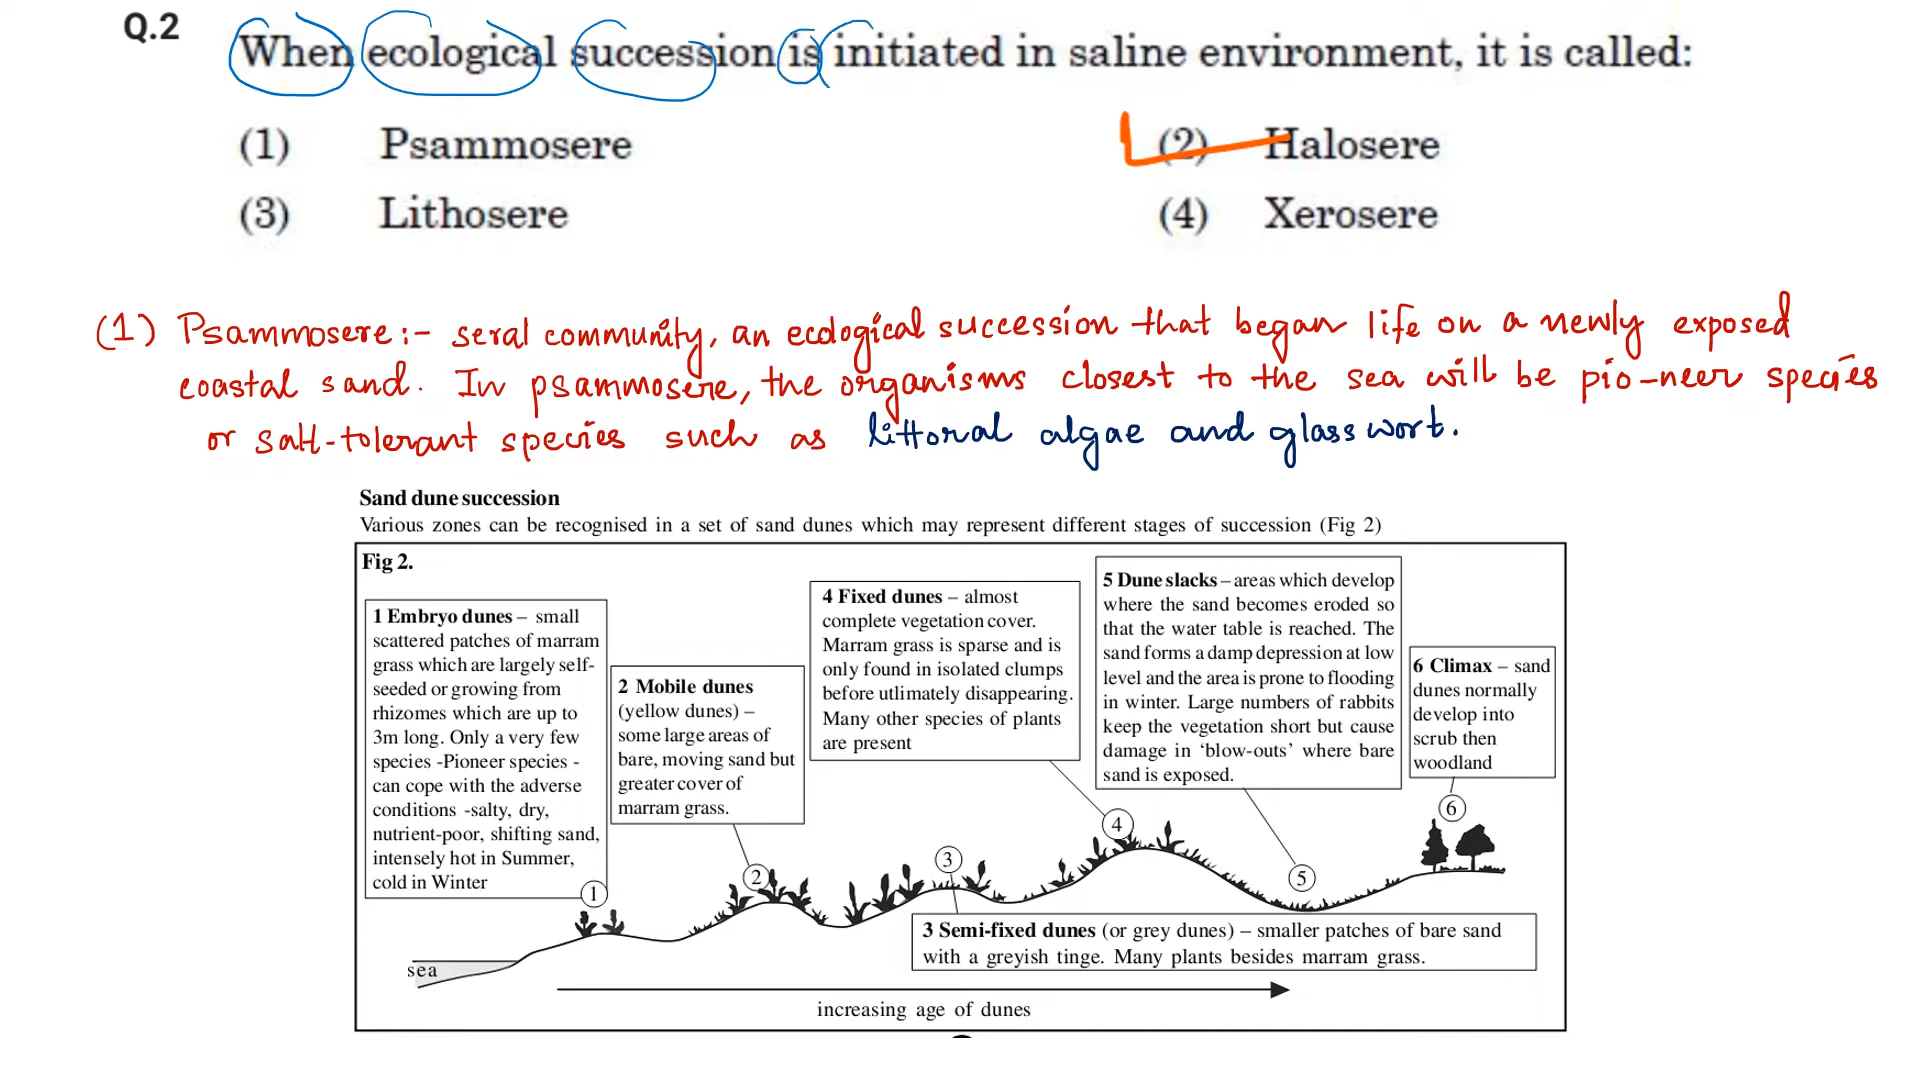 Q.2 When ecological succession is initiated in saline environment, it is called:
(1) Psammosere (2) Halosere
(3) Lithosere (4) Xerosere
(1) Psammosere:- seral community, an ecological succession that began life on a newly exposed
coastal sand. In psammosere, the organisms closest to the sea will be pio-neer species
or salt-tolerant species such as littoral algae and glasswort.
Sand dune succession
Various zones can be recognised in a set of sand dunes which may represent different stages of succession (Fig 2)
Fig 2.
1 Embryo dunes – small
scattered patches of marram
grass which are largely self-
seeded or growing from
rhizomes which are up to
3m long. Only a very few
species -Pioneer species -
can cope with the adverse
conditions -salty, dry,
nutrient-poor, shifting sand,
intensely hot in Summer,
cold in Winter
2 Mobile dunes
(yellow dunes) –
some large areas of
bare, moving sand but
greater cover of
marram grass.
4 Fixed dunes – almost
complete vegetation cover.
Marram grass is sparse and is
only found in isolated clumps
before utlimately disappearing.
Many other species of plants
are present
5 Dune slacks – areas which develop
where the sand becomes eroded so
that the water table is reached. The
sand forms a damp depression at low
level and the area is prone to flooding
in winter. Large numbers of rabbits
keep the vegetation short but cause
damage in ‘blow-outs’ where bare
sand is exposed.
6 Climax – sand
dunes normally
develop into
scrub then
woodland
1
2
3
4
5
6
3 Semi-fixed dunes (or grey dunes) – smaller patches of bare sand
with a greyish tinge. Many plants besides marram grass.
sea
increasing age of dunes